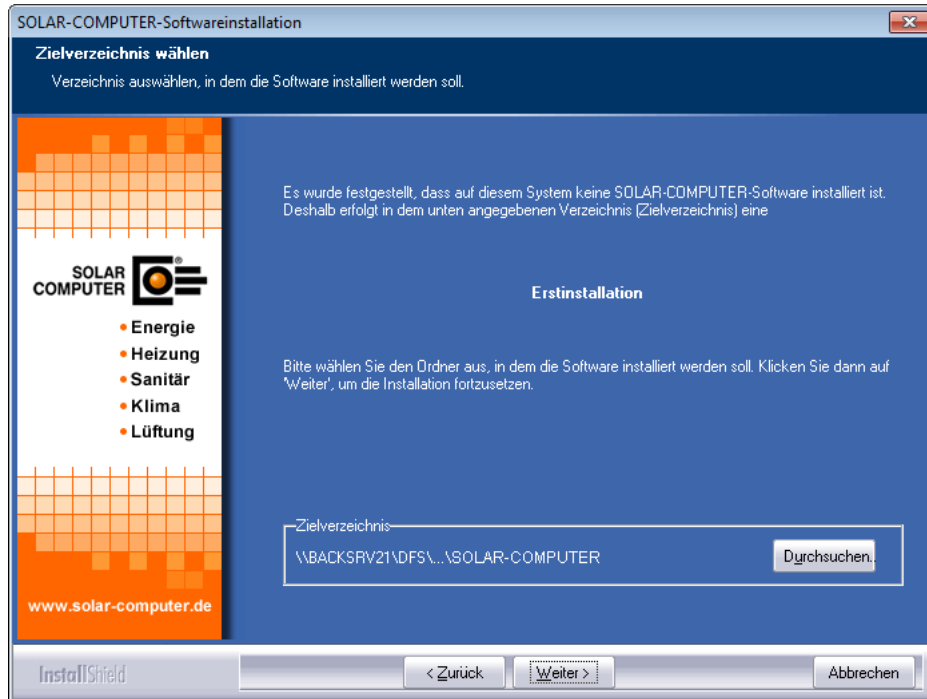 SOLAR-COMPUTER-Softwareinstallation
Zielverzeichnis wählen
Verzeichnis auswählen, in dem die Software installiert werden soll.
Es wurde festgestellt, dass auf diesem System keine SOLAR-COMPUTER-Software installiert ist.
Deshalb erfolgt in dem unten angegebenen Verzeichnis (Zielverzeichnis) eine
Erstinstallation
Bitte wählen Sie den Ordner aus, in dem die Software installiert werden soll. Klicken Sie dann auf
'Weiter', um die Installation fortzusetzen.
SOLAR
COMPUTER
®
• Energie
• Heizung
• Sanitär
• Klima
• Lüftung
www.solar-computer.de
Zielverzeichnis
\\BACKSRV21\DFS\...\SOLAR-COMPUTER
Durchsuchen..
InstallShield
< Zurück
Weiter >
Abbrechen